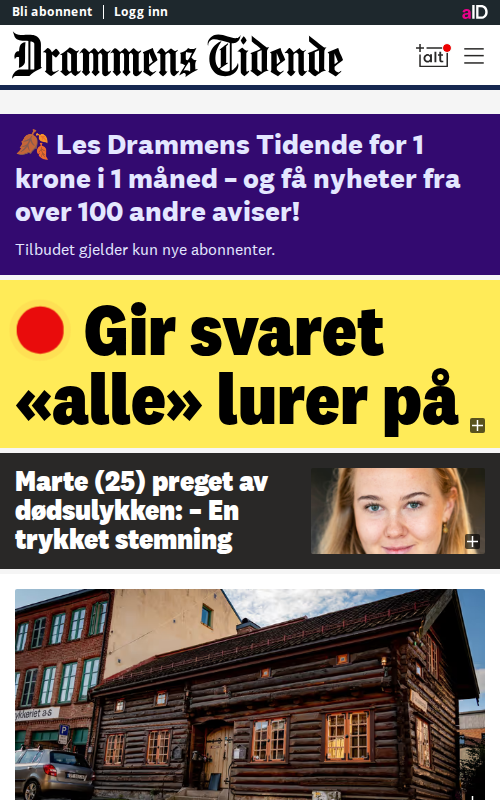 Bli abonnent
Logg inn
aID
Drammens Tidende
+alt
Les Drammens Tidende for 1
krone i 1 måned – og få nyheter fra
over 100 andre aviser!
Tilbudet gjelder kun nye abonnenter.
Gir svaret
«alle» lurer på
Marte (25) preget av
dødsulykken: – En
trykket stemning
P